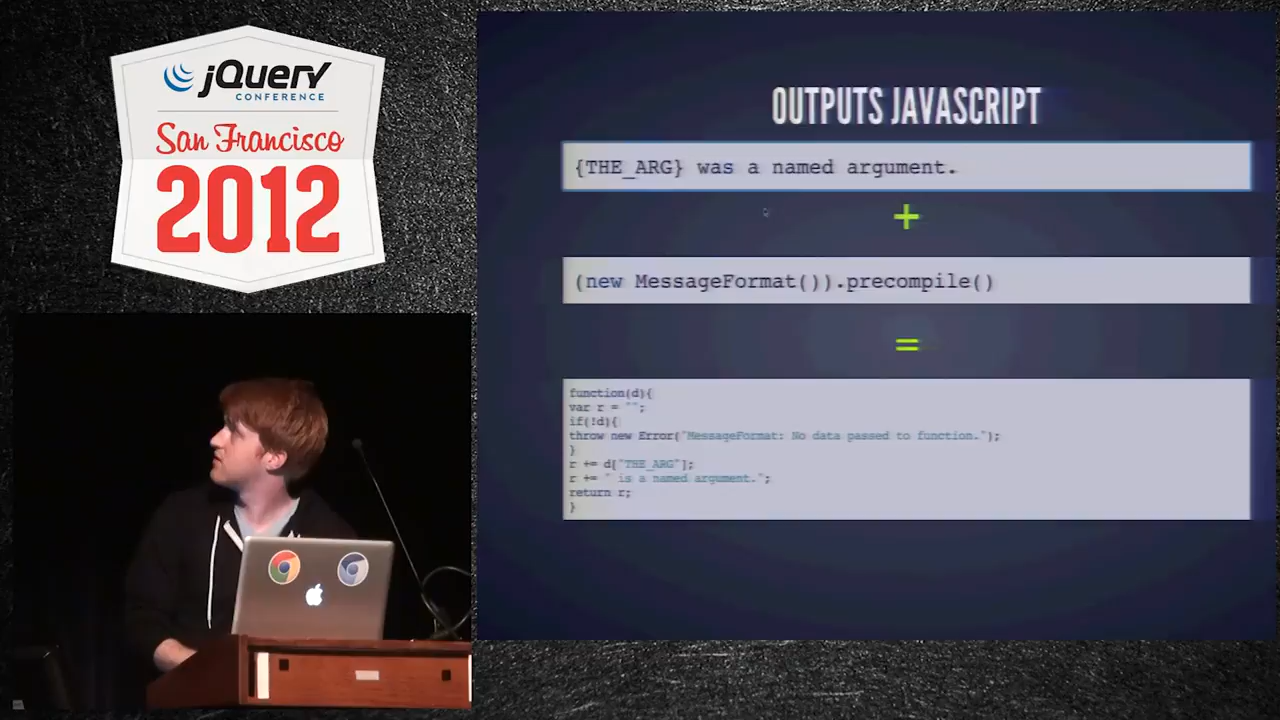 jQuery
CONFERENCE
San Francisco
2012
OUTPUTS JAVASCRIPT
{THE_ARG} was a named argument.
+
(new MessageFormat()).precompile()
=
function(d){
var r = "";
if(!d){
throw new Error("MessageFormat: No data passed to function.");
}
r += d["THE_ARG"];
r += " is a named argument.";
return r;
}